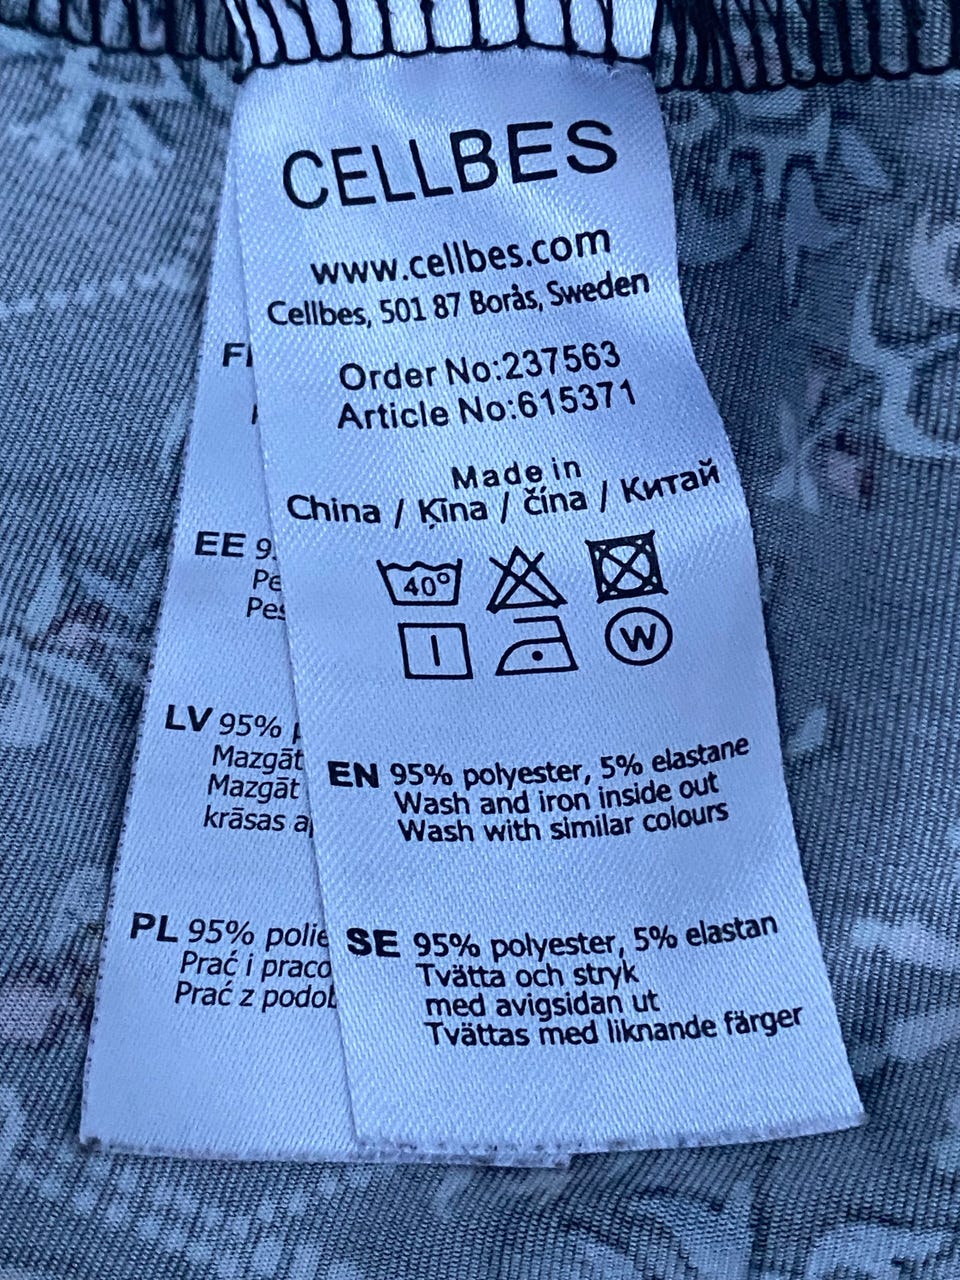 CELLBES
www.cellbes.com
Cellbes, 501 87 Borås, Sweden
Order No:237563
Article No:615371
Made in
China / Ķīna / čína / Китай
40°
W
EN 95% polyester, 5% elastane
Wash and iron inside out
Wash with similar colours
SE 95% polyester, 5% elastan
Tvätta och stryk
med avigsidan ut
Tvättas med liknande färger
EE
LV 95%
Mazgāt
Mazgāt
krāsas
PL 95%
Prać i
Prać z